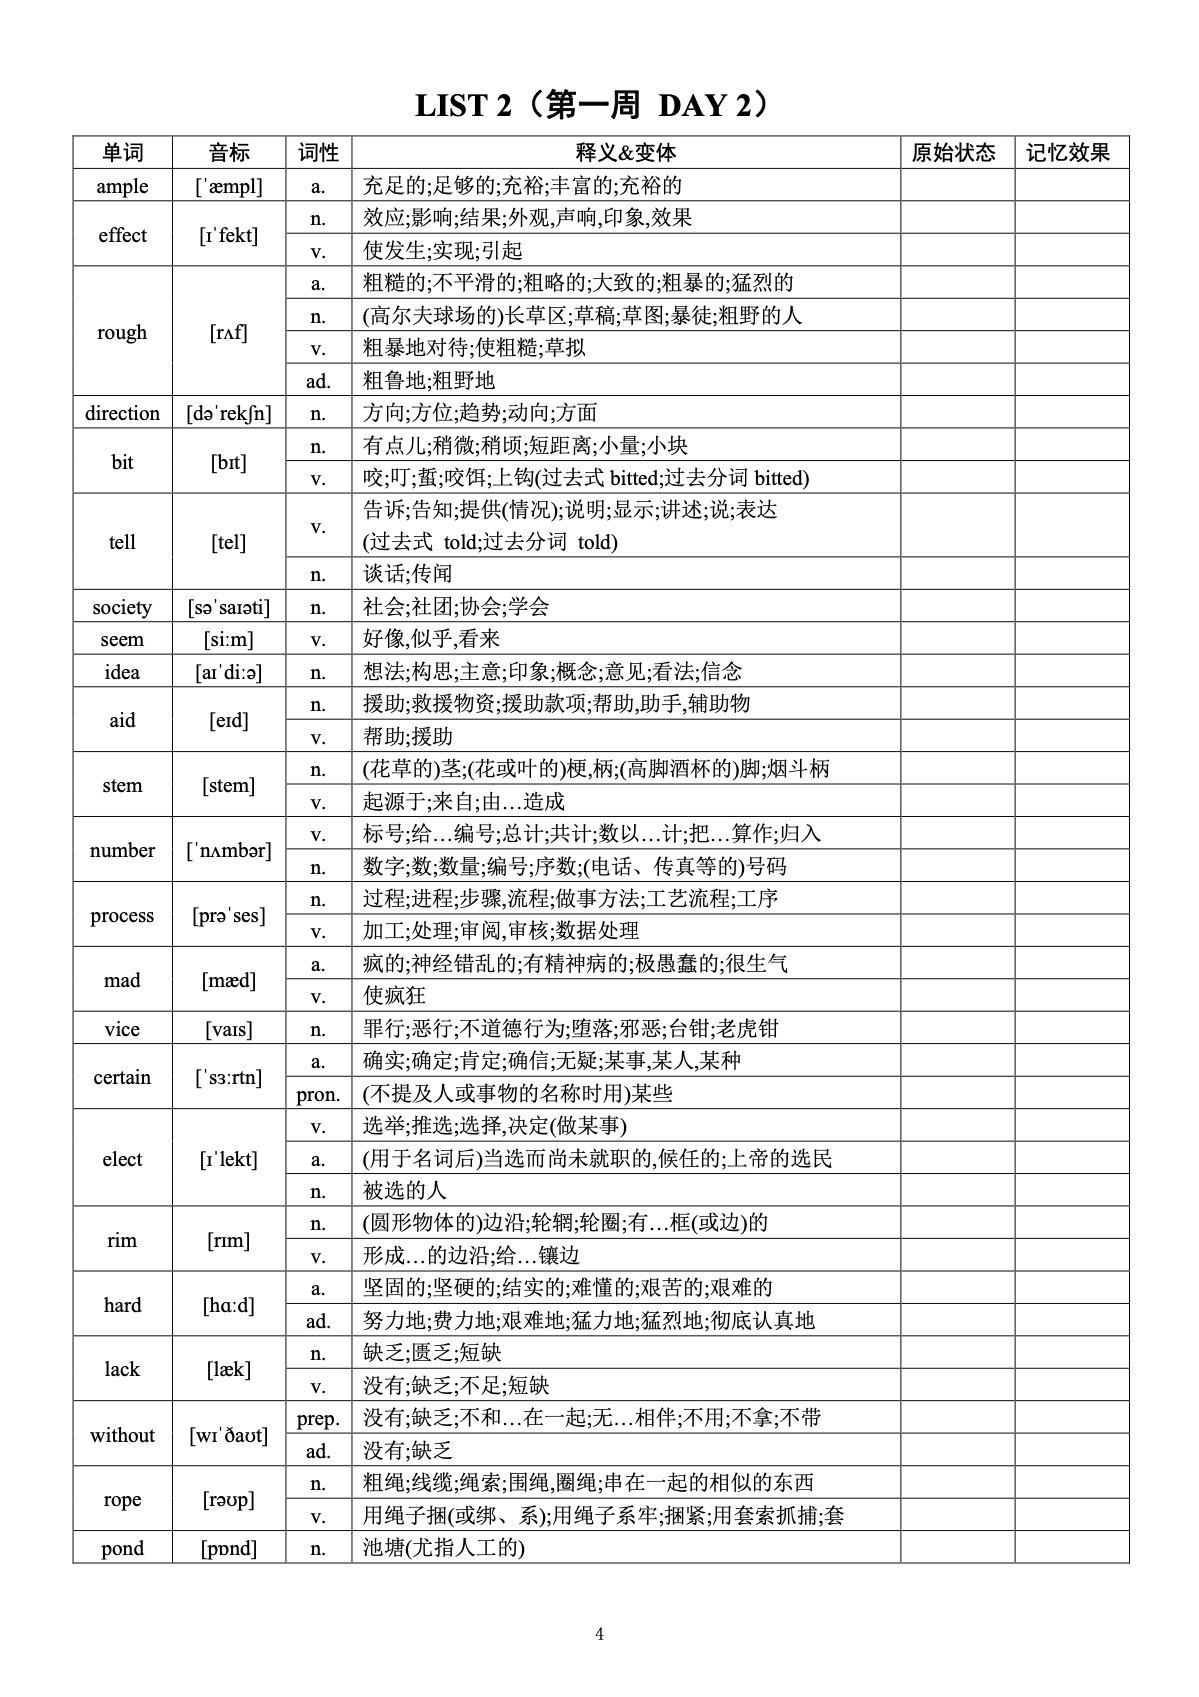 LIST 2（第一周 DAY 2）
单词 音标 词性 释义&变体 原始状态 记忆效果
ample [ˈæmpl] a. 充足的;足够的;充裕;丰富的;充裕的
effect [ɪˈfekt] n. 效应;影响;结果;外观,声响,印象,效果
v. 使发生;实现;引起
rough [rʌf] a. 粗糙的;不平滑的;粗略的;大致的;粗暴的;猛烈的
n. (高尔夫球场的)长草区;草稿;草图;暴徒;粗野的人
v. 粗暴地对待;使粗糙;草拟
ad. 粗鲁地;粗野地
direction [dəˈrekʃn] n. 方向;方位;趋势;动向;方面
bit [bɪt] n. 有点儿;稍微;稍顷;短距离;小量;小块
v. 咬;叮;蜇;咬饵;上钩(过去式 bitted;过去分词 bitted)
tell [tel] v. 告诉;告知;提供(情况);说明;显示;讲述;说;表达
(过去式 told;过去分词 told)
n. 谈话;传闻
society [səˈsaɪəti] n. 社会;社团;协会;学会
seem [siːm] v. 好像,似乎,看来
idea [aɪˈdiːə] n. 想法;构思;主意;印象;概念;意见;看法;信念
aid [eɪd] n. 援助;救援物资;援助款项;帮助,助手,辅助物
v. 帮助;援助
stem [stem] n. (花草的)茎;(花或叶的)梗,柄;(高脚酒杯的)脚;烟斗柄
v. 起源于;来自;由…造成
number [ˈnʌmbər] v. 标号;给…编号;总计;共计;数以…计;把…算作;归入
n. 数字;数;数量;编号;序数;(电话、传真等的)号码
process [prəˈses] n. 过程;进程;步骤,流程;做事方法;工艺流程;工序
v. 加工;处理;审阅,审核;数据处理
mad [mæd] a. 疯的;神经错乱的;有精神病的;极愚蠢的;很生气
v. 使疯狂
vice [vaɪs] n. 罪行;恶行;不道德行为;堕落;邪恶;台钳;老虎钳
certain [ˈsɜːrtn] a. 确实;确定;肯定;确信;无疑;某事,某人,某种
pron. (不提及人或事物的名称时用)某些
elect [ɪˈlekt] v. 选举;推选;选择,决定(做某事)
a. (用于名词后)当选而尚未就职的,候任的;上帝的选民
n. 被选的人
rim [rɪm] n. (圆形物体的)边沿;轮辋;轮圈;有…框(或边)的
v. 形成…的边沿;给…镶边
hard [hɑːd] a. 坚固的;坚硬的;结实的;难懂的;艰苦的;艰难的
ad. 努力地;费力地;艰难地;猛力地;猛烈地;彻底认真地
lack [læk] n. 缺乏;匮乏;短缺
v. 没有;缺乏;不足;短缺
without [wɪˈðaʊt] prep. 没有;缺乏;不和…在一起;无…相伴;不用;不拿;不带
ad. 没有;缺乏
rope [rəʊp] n. 粗绳;线缆;绳索;围绳,圈绳;串在一起的相似的东西
v. 用绳子捆(或绑、系);用绳子系牢;捆紧;用套索抓捕;套
pond [pɒnd] n. 池塘(尤指人工的)
4